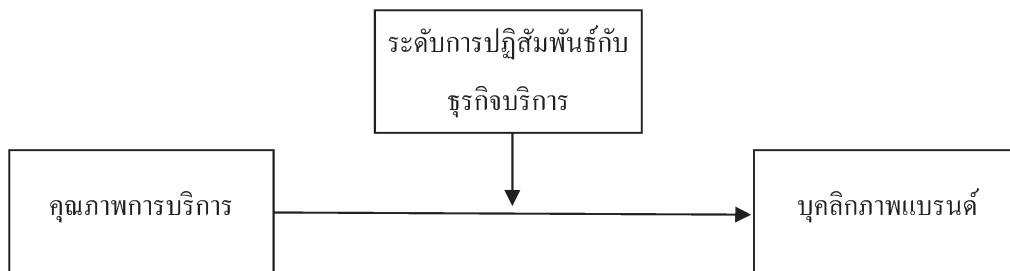 ระดับการปฏิสัมพันธ์กับ
ธุรกิจบริการ
คุณภาพการบริการ
บุคลิกภาพแบรนด์